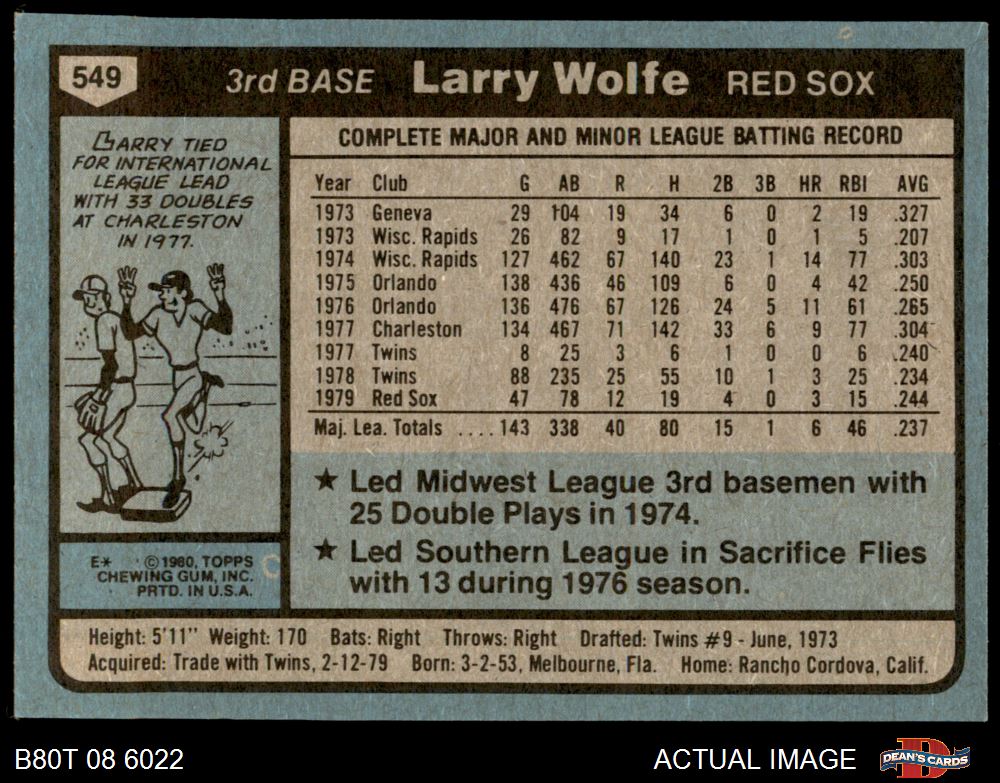 549
3rd BASE Larry Wolfe RED SOX
LARRY TIED
FOR INTERNATIONAL
LEAGUE LEAD
WITH 33 DOUBLES
AT CHARLESTON
IN 1977.
E* ©1980, TOPPS
CHEWING GUM, INC.
PRTD. IN U.S.A.
COMPLETE MAJOR AND MINOR LEAGUE BATTING RECORD
Year Club G AB R H 2B 3B HR RBI AVG
1973 Geneva 29 104 19 34 6 0 2 19 .327
1973 Wisc. Rapids 26 82 9 17 1 0 1 5 .207
1974 Wisc. Rapids 127 462 67 140 23 1 14 77 .303
1975 Orlando 138 436 46 109 6 0 4 42 .250
1976 Orlando 136 476 67 126 24 5 11 61 .265
1977 Charleston 134 467 71 142 33 6 9 77 .304
1977 Twins 8 25 3 6 1 0 0 6 .240
1978 Twins 88 235 25 55 10 1 3 25 .234
1979 Red Sox 47 78 12 19 4 0 3 15 .244
Maj. Lea. Totals ....143 338 40 80 15 1 6 46 .237
★ Led Midwest League 3rd basemen with
25 Double Plays in 1974.
★ Led Southern League in Sacrifice Flies
with 13 during 1976 season.
Height: 5'11" Weight: 170 Bats: Right Throws: Right Drafted: Twins #9 - June, 1973
Acquired: Trade with Twins, 2-12-79 Born: 3-2-53, Melbourne, Fla. Home: Rancho Cordova, Calif.
B80T 08 6022
ACTUAL IMAGE
DEAN'S CARDS